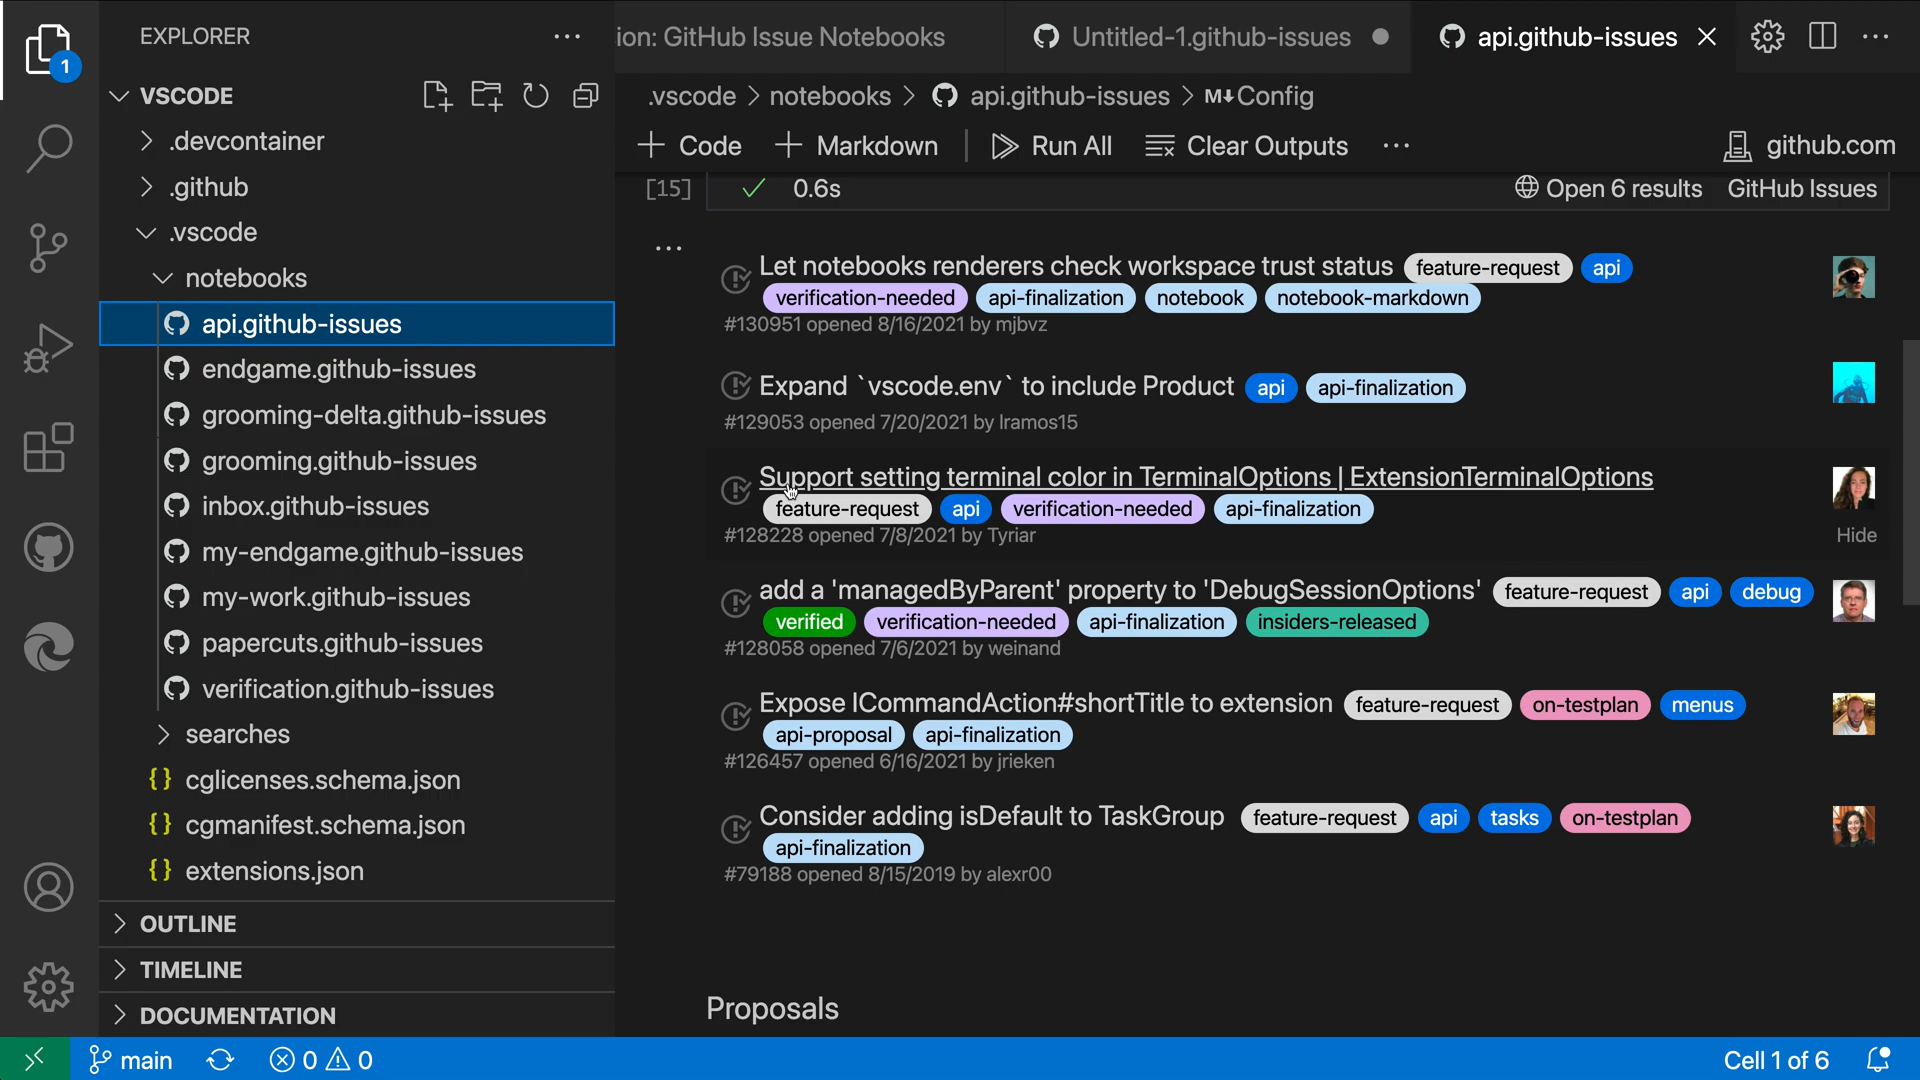 EXPLORER
1
VSCODE
.devcontainer
.github
.vscode
notebooks
api.github-issues
endgame.github-issues
grooming-delta.github-issues
grooming.github-issues
inbox.github-issues
my-endgame.github-issues
my-work.github-issues
papercuts.github-issues
verification.github-issues
searches
{} cglicenses.schema.json
{} cgmanifest.schema.json
{} extensions.json
OUTLINE
TIMELINE
DOCUMENTATION
ion: GitHub Issue Notebooks
Untitled-1.github-issues
api.github-issues
.vscode > notebooks > api.github-issues > M↓Config
+ Code + Markdown Run All Clear Outputs ... github.com
[15] ✓ 0.6s Open 6 results GitHub Issues
...
Let notebooks renderers check workspace trust status feature-request api
verification-needed api-finalization notebook notebook-markdown
#130951 opened 8/16/2021 by mjbvz
Expand `vscode.env` to include Product api api-finalization
#129053 opened 7/20/2021 by lramos15
Support setting terminal color in TerminalOptions | ExtensionTerminalOptions
feature-request api verification-needed api-finalization
#128228 opened 7/8/2021 by Tyriar Hide
add a 'managedByParent' property to 'DebugSessionOptions' feature-request api debug
verified verification-needed api-finalization insiders-released
#128058 opened 7/6/2021 by weinand
Expose ICommandAction#shortTitle to extension feature-request on-testplan menus
api-proposal api-finalization
#126457 opened 6/16/2021 by jrieken
Consider adding isDefault to TaskGroup feature-request api tasks on-testplan
api-finalization
#79188 opened 8/15/2019 by alexr00
Proposals
main 0 0 Cell 1 of 6